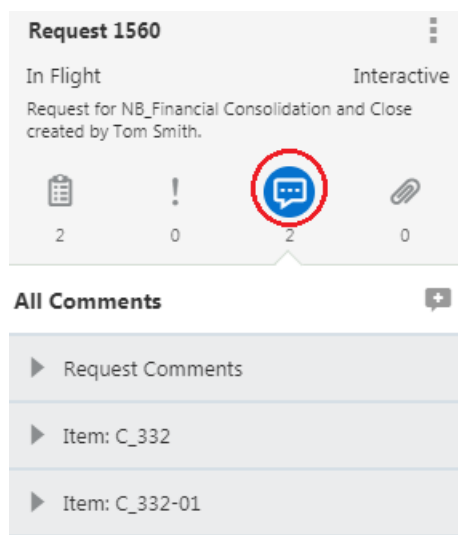 Request 1560
In Flight Interactive
Request for NB_Financial Consolidation and Close
created by Tom Smith.
2 0 2 0
All Comments
Request Comments
Item: C_332
Item: C_332-01